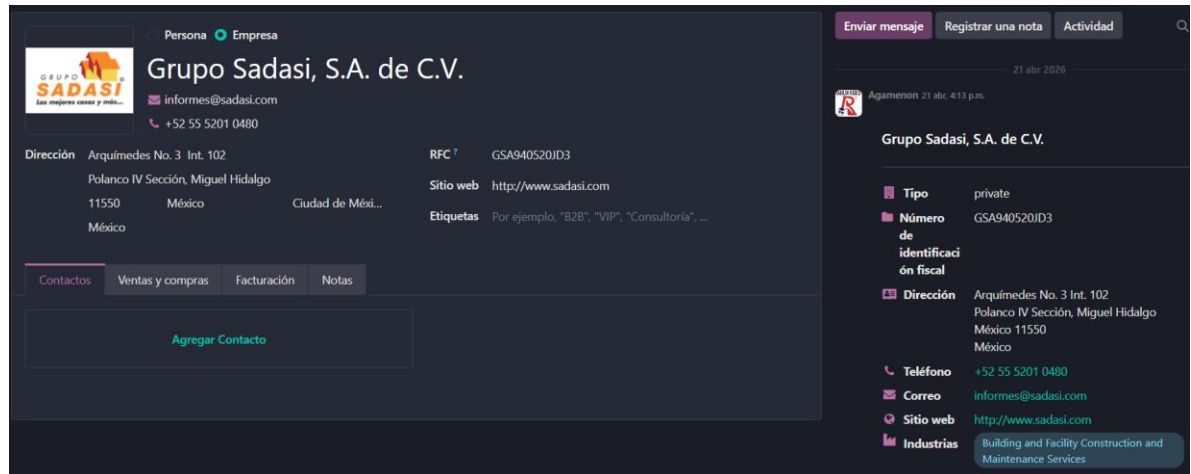 Persona Empresa
GRUPO
SADASI
Las mejores casas y más...
Grupo Sadasi, S.A. de C.V.
informes@sadasi.com
+52 55 5201 0480
Dirección Arquímedes No. 3 Int. 102
Polanco IV Sección, Miguel Hidalgo
11550 México Ciudad de Méxi...
México
RFC ? GSA940520JD3
Sitio web http://www.sadasi.com
Etiquetas Por ejemplo, "B2B", "VIP", "Consultoría", ...
Contactos Ventas y compras Facturación Notas
Agregar Contacto
Enviar mensaje Registrar una nota Actividad
21 abr 2026
R
Agamenon 21 abr, 4:13 p.m.
Grupo Sadasi, S.A. de C.V.
Tipo private
Número GSA940520JD3
de
identificaci
ón fiscal
Dirección Arquímedes No. 3 Int. 102
Polanco IV Sección, Miguel Hidalgo
México 11550
México
Teléfono +52 55 5201 0480
Correo informes@sadasi.com
Sitio web http://www.sadasi.com
Industrias Building and Facility Construction and
Maintenance Services